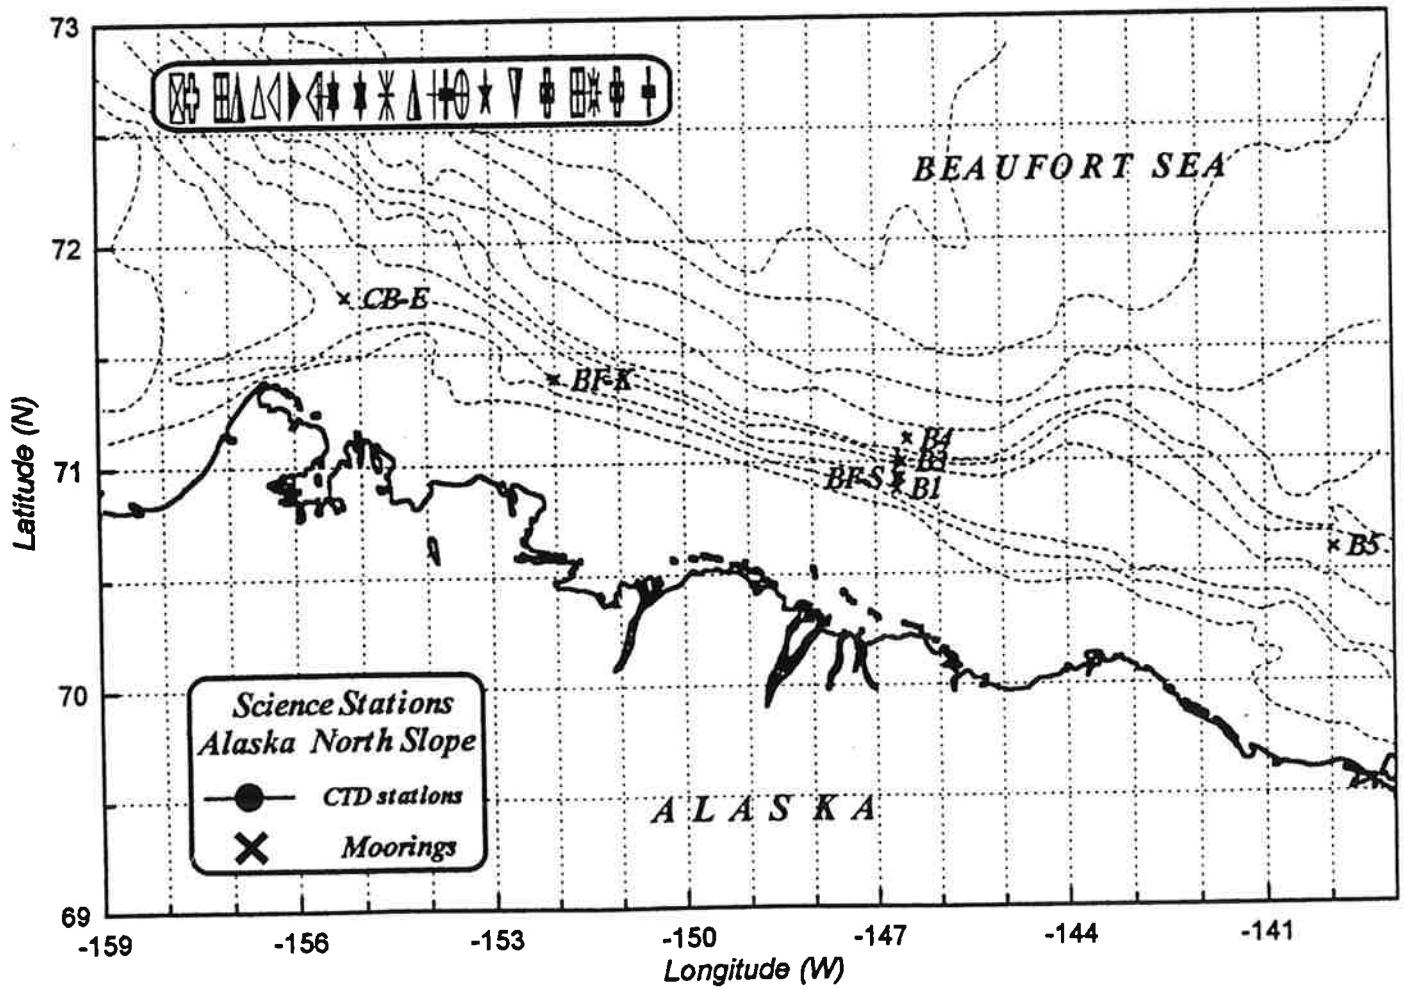 73
BEAUFORT SEA
72
CB-E
BF-K
B4
B3
71
BF-S
B1
B5
Latitude (N)
70
Science Stations
Alaska North Slope
CTD stations
Moorings
ALASKA
69
-159
-156
-153
-150
-147
-144
-141
Longitude (W)